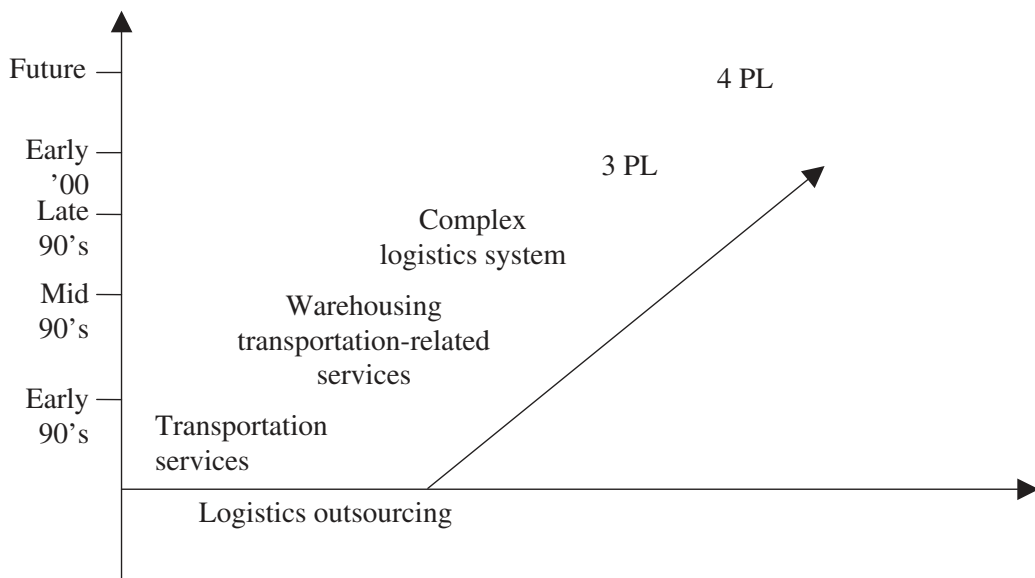 Future
4 PL
Early
’00
3 PL
Late
90’s
Complex
logistics system
Mid
90’s
Warehousing
transportation-related
services
Early
90’s
Transportation
services
Logistics outsourcing